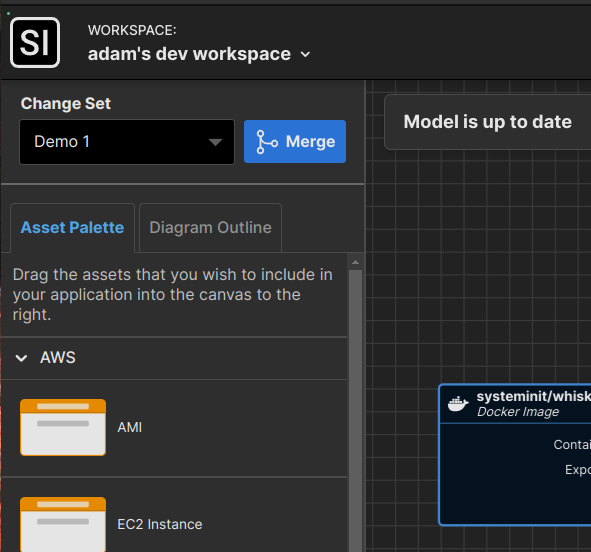 SI
WORKSPACE:
adam's dev workspace
Change Set
Demo 1
Merge
Model is up to date
Asset Palette
Diagram Outline
Drag the assets that you wish to include in
your application into the canvas to the
right.
AWS
AMI
EC2 Instance
systeminit/whisk
Docker Image
Contai
Expo